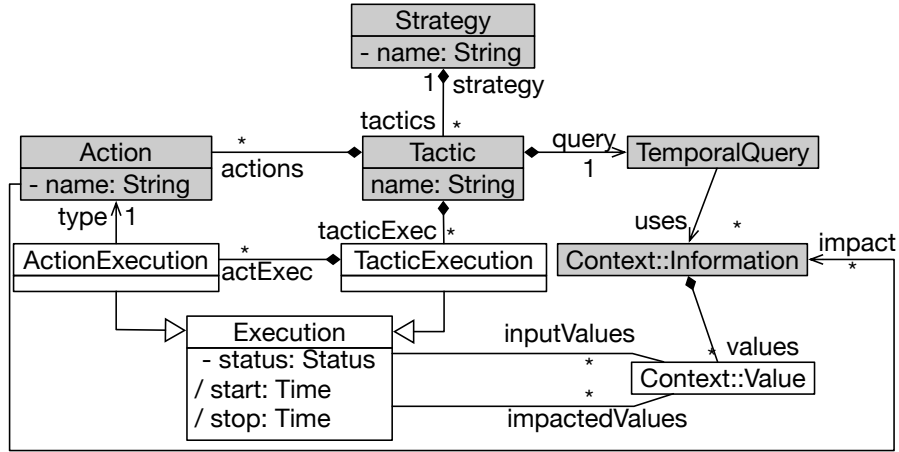 Strategy
- name: String
1 strategy
tactics *
Action
- name: String
* actions
Tactic
name: String
query
1
TemporalQuery
type 1
tacticExec *
uses *
impact
*
ActionExecution
* actExec
TacticExecution
Context::Information
Execution
- status: Status
/ start: Time
/ stop: Time
inputValues
*
* values
Context::Value
*
impactedValues